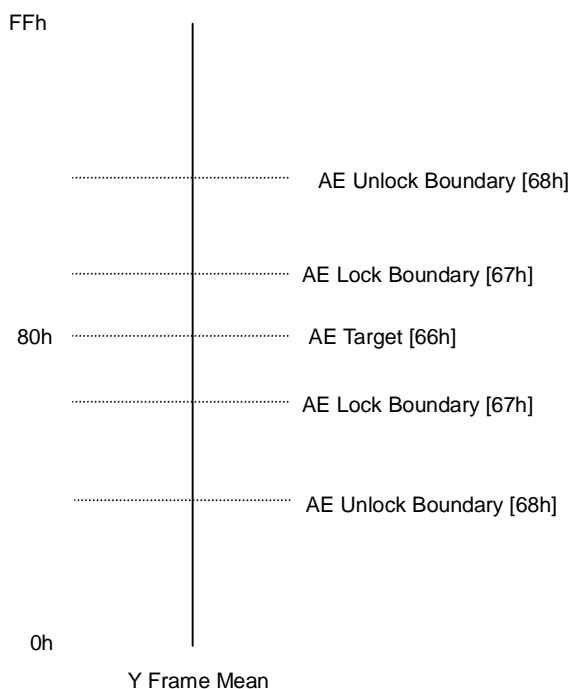 FFh
AE Unlock Boundary [68h]
AE Lock Boundary [67h]
80h
AE Target [66h]
AE Lock Boundary [67h]
AE Unlock Boundary [68h]
0h
Y Frame Mean